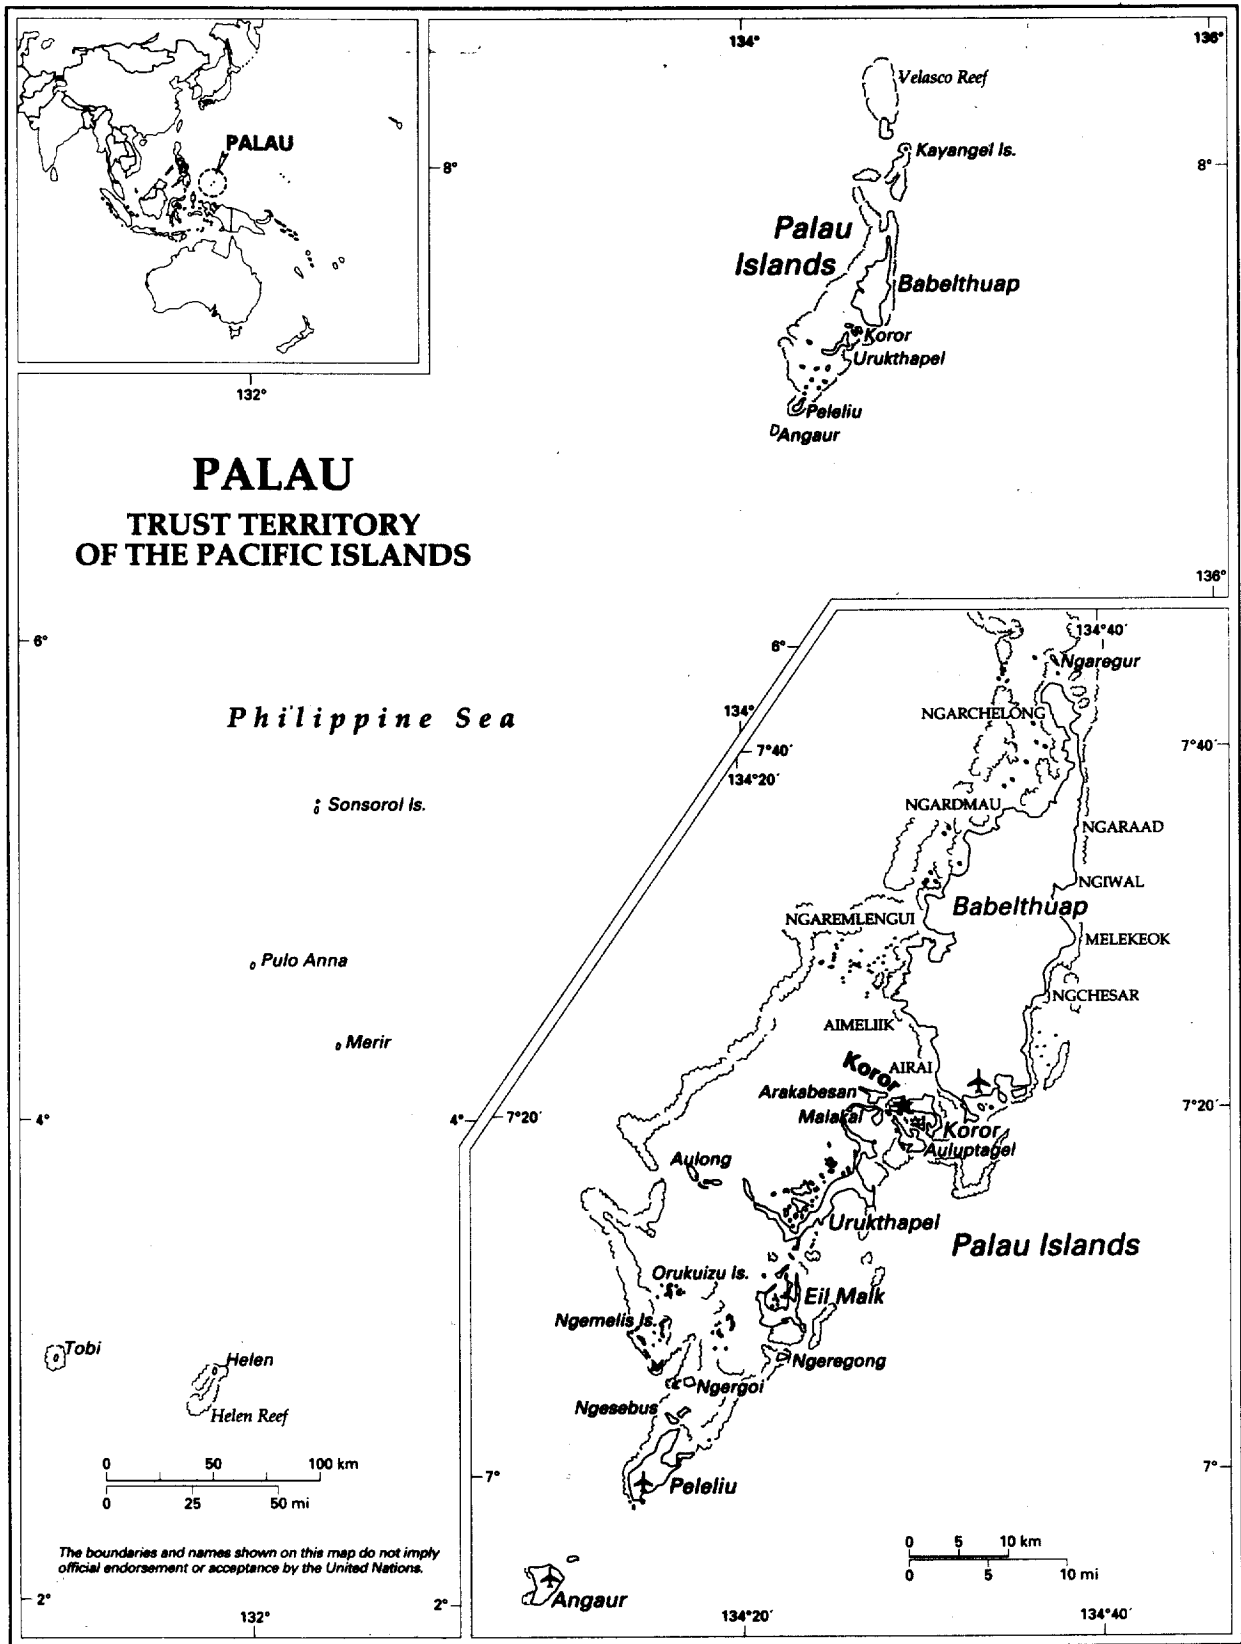 134°
136°
Velasco Reef
PALAU
Kayangel Is.
8°
8°
Palau
Islands
Babelthuap
Koror
Urukthapel
132°
Peleliu
Angaur
PALAU
TRUST TERRITORY
OF THE PACIFIC ISLANDS
136°
134°40′
6°
6°
Ngaregur
Philippine Sea
134°
NGARCHELONG
7°40′
7°40′
134°20′
Sonsorol Is.
NGARDMAU
NGARAAD
NGIWAL
Babelthuap
NGAREMLENGUI
MELEKEOK
Pulo Anna
NGCHESAR
AIMELIIK
Merir
Koror
AIRAI
Arakabesan
Malakal
4°
4°
7°20′
7°20′
Koror
Auluptagel
Aulong
Urukthapel
Palau Islands
Orukuizu Is.
Eil Malk
Ngemelis Is.
Tobi
Helen
Ngeregong
Ngergoi
Helen Reef
Ngesebus
0 50 100 km
0 25 50 mi
7°
7°
Peleliu
0 5 10 km
0 5 10 mi
The boundaries and names shown on this map do not imply
official endorsement or acceptance by the United Nations.
Angaur
2°
2°
132°
134°20′
134°40′